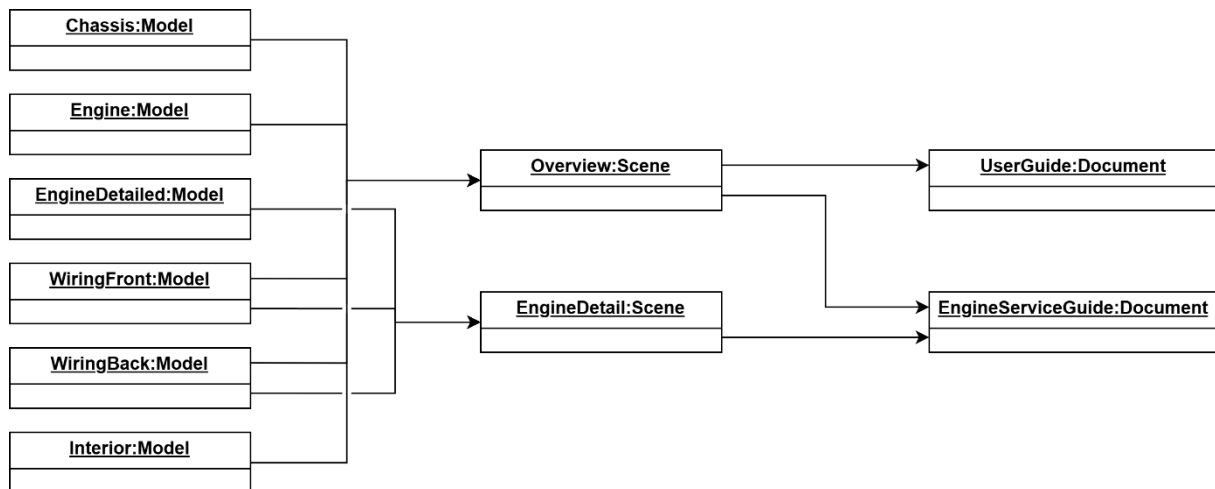 Chassis:Model
Engine:Model
EngineDetailed:Model
WiringFront:Model
WiringBack:Model
Interior:Model
Overview:Scene
EngineDetail:Scene
UserGuide:Document
EngineServiceGuide:Document